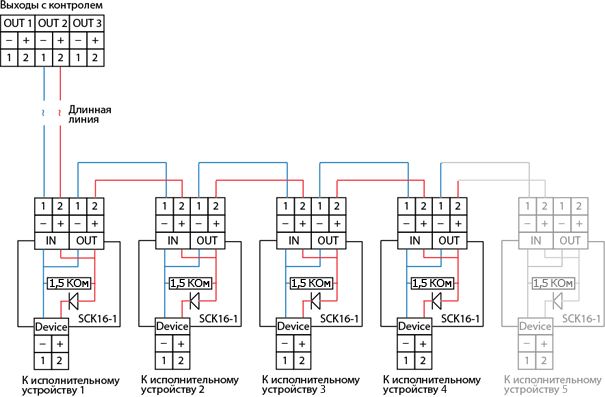 Выходы с контролем
OUT 1 OUT 2 OUT 3
− + − + − +
1 2 1 2 1 2
Длинная
линия
1 2 1 2 1 2 1 2 1 2 1 2 1 2 1 2 1 2 1 2
− + − + − + − + − + − + − + − + − + − +
IN OUT IN OUT IN OUT IN OUT IN OUT
1,5 КОм 1,5 КОм 1,5 КОм 1,5 КОм 1,5 КОм
SCK16-1 SCK16-1 SCK16-1 SCK16-1 SCK16-1
Device Device Device Device Device
− + − + − + − + − +
1 2 1 2 1 2 1 2 1 2
К исполнительному
устройству 1
К исполнительному
устройству 2
К исполнительному
устройству 3
К исполнительному
устройству 4
К исполнительному
устройству 5